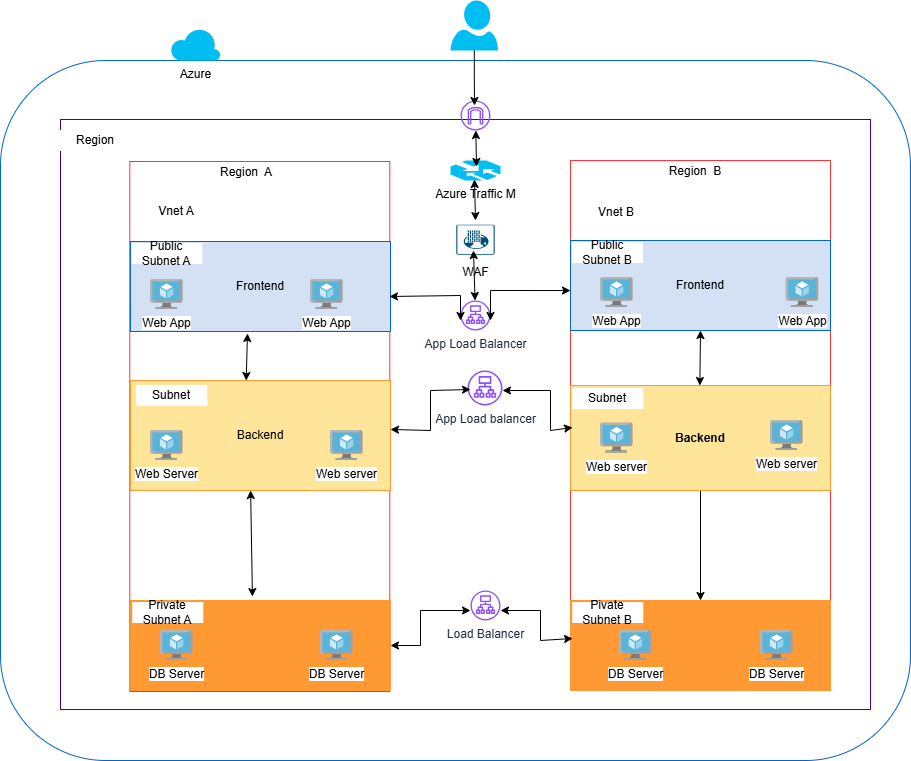 Azure
Region
Region  A
Region  B
Vnet A
Vnet B
Azure Traffic M
Public
Subnet A
Frontend
Web App
Web App
WAF
App Load Balancer
Public
Subnet B
Frontend
Web App
Web App
Subnet
Backend
Web Server
Web server
App Load balancer
Subnet
Backend
Web server
Web server
Private
Subnet A
DB Server
DB Server
Load Balancer
Private
Subnet B
DB Server
DB Server